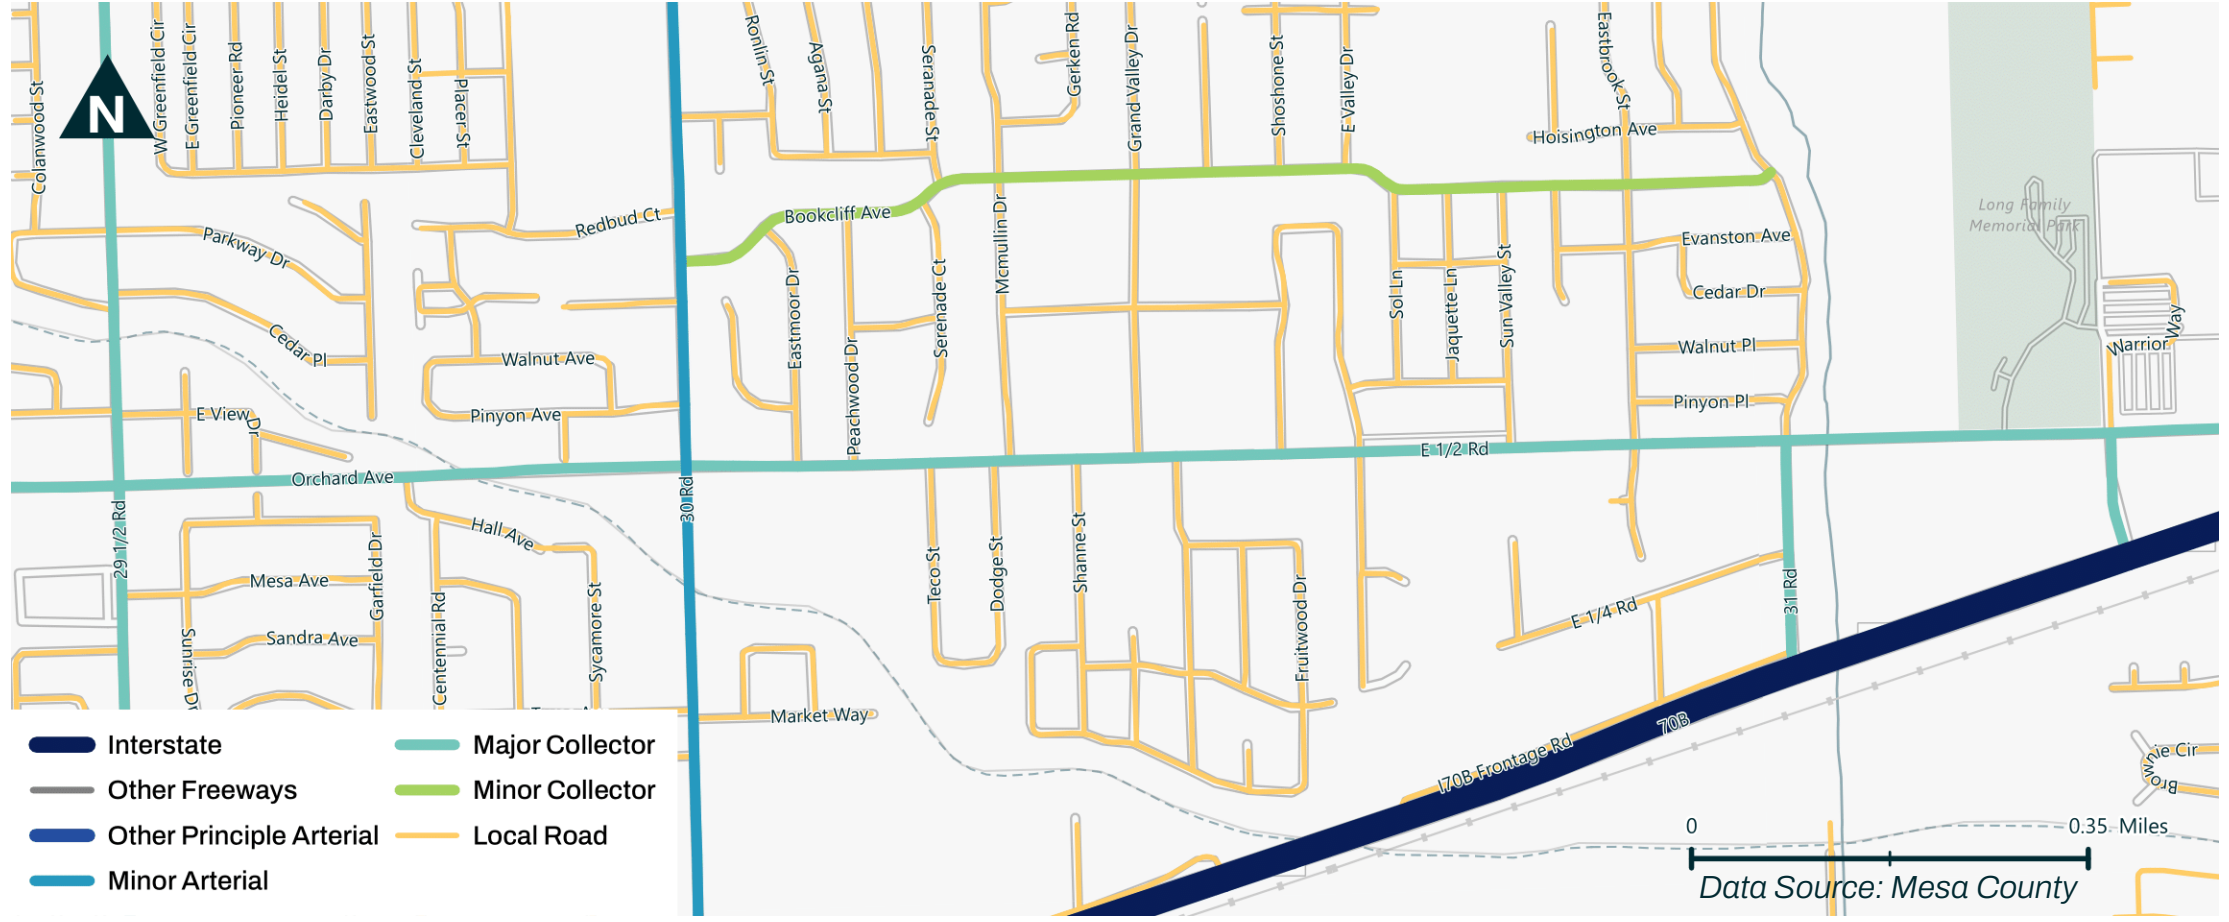 N
Colanwood St
W Greenfield Cir
E Greenfield Cir
Pioneer Rd
Heidel St
Darby Dr
Eastwood St
Cleveland St
Placer St
Ronlin St
Agana St
Serenade St
Gerken Rd
Grand Valley Dr
Shoshone St
E Valley Dr
Eastbrook St
Hoisington Ave
Long Family
Memorial Park
Redbud Ct
Bookcliff Ave
Parkway Dr
Mcmullin Dr
Evanston Ave
Cedar Dr
Eastmoor Dr
Serenade Ct
Sol Ln
Jaquette Ln
Sun Valley St
Cedar Pl
Walnut Ave
Peachwood Dr
Walnut Pl
Warrior Way
Pinyon Ave
Pinyon Pl
E View Dr
Orchard Ave
E 1/2 Rd
29 1/2 Rd
30 Rd
Hall Ave
Garfield Dr
Mesa Ave
Teco St
Dodge St
Shanne St
Fruitwood Dr
E 1/4 Rd
31 Rd
Sandra Ave
Sunrise Dr
Centennial Rd
Sycamore St
Market Way
I70B Frontage Rd
70B
Brownie Cir
Interstate
Other Freeways
Other Principle Arterial
Minor Arterial
Major Collector
Minor Collector
Local Road
0
0.35 Miles
Data Source: Mesa County